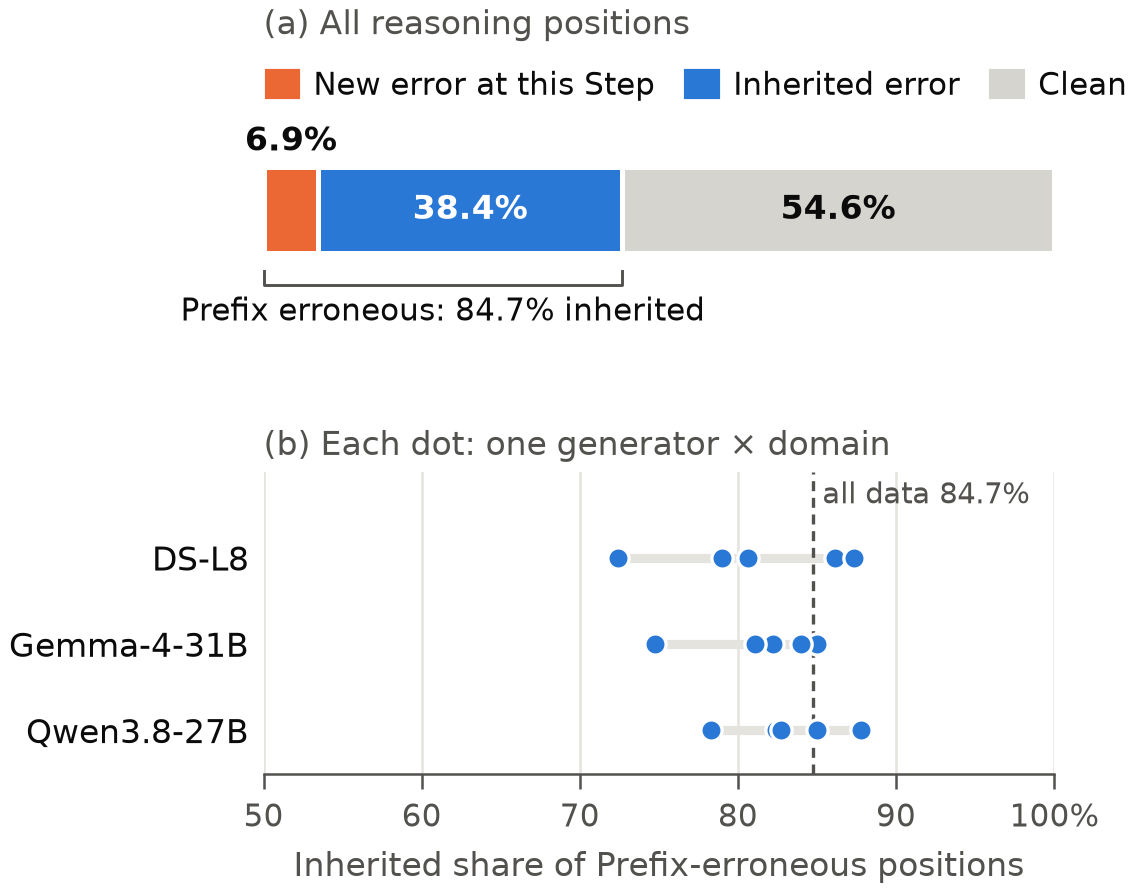 (a) All reasoning positions
New error at this Step Inherited error Clean
6.9%
38.4% 54.6%
Prefix erroneous: 84.7% inherited
(b) Each dot: one generator × domain
all data 84.7%
DS-L8
Gemma-4-31B
Qwen3.8-27B
50 60 70 80 90 100%
Inherited share of Prefix-erroneous positions